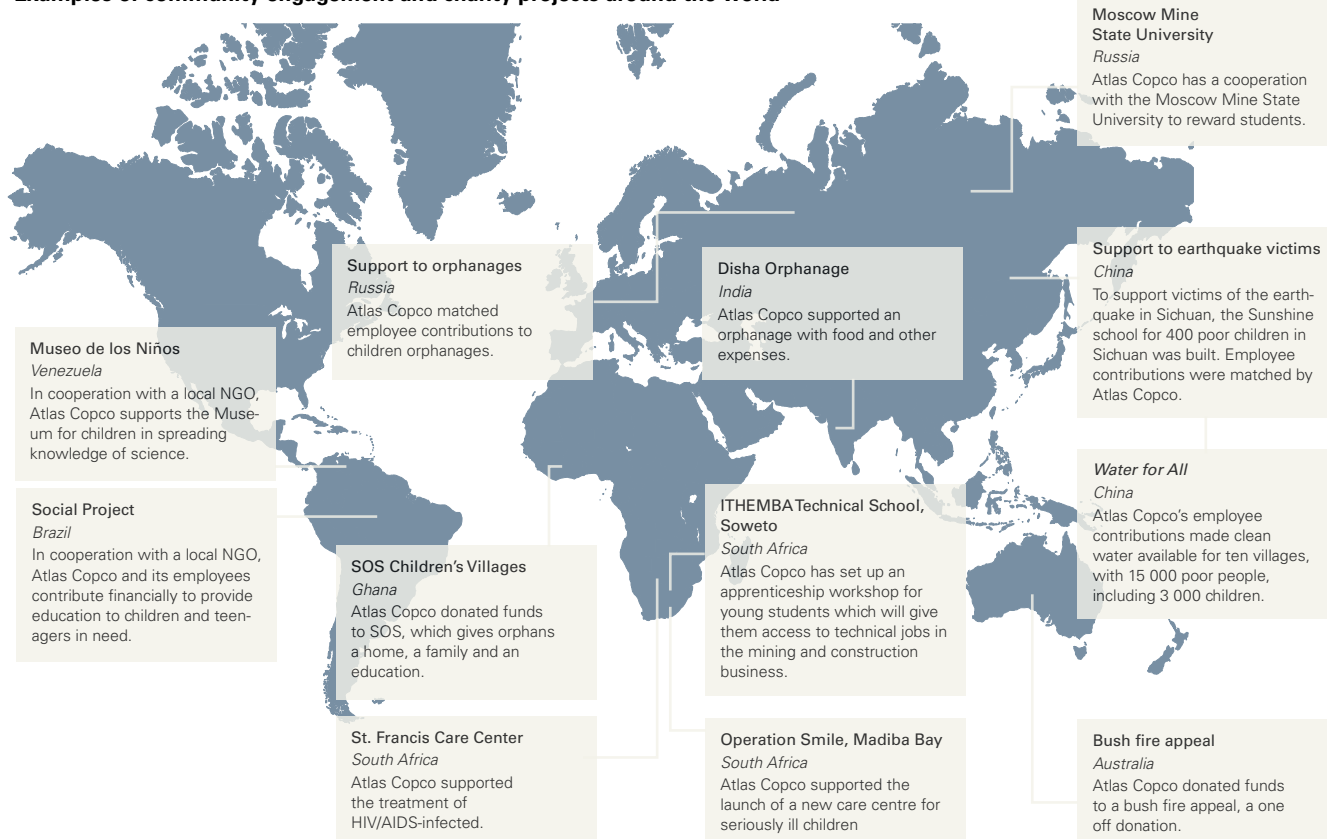 Examples of community engagement and charity projects around the world
Moscow Mine
State University
Russia
Atlas Copco has a cooperation
with the Moscow Mine State
University to reward students.
Support to orphanages
Russia
Atlas Copco matched
employee contributions to
children orphanages.
Disha Orphanage
India
Atlas Copco supported an
orphanage with food and other
expenses.
Support to earthquake victims
China
To support victims of the earth-
quake in Sichuan, the Sunshine
school for 400 poor children in
Sichuan was built. Employee
contributions were matched by
Atlas Copco.
Museo de los Niños
Venezuela
In cooperation with a local NGO,
Atlas Copco supports the Muse-
um for children in spreading
knowledge of science.
Water for All
China
Atlas Copco's employee
contributions made clean
water available for ten villages,
with 15 000 poor people,
including 3 000 children.
Social Project
Brazil
In cooperation with a local NGO,
Atlas Copco and its employees
contribute financially to provide
education to children and teen-
agers in need.
SOS Children's Villages
Ghana
Atlas Copco donated funds
to SOS, which gives orphans
a home, a family and an
education.
ITHEMBA Technical School,
Soweto
South Africa
Atlas Copco has set up an
apprenticeship workshop for
young students which will give
them access to technical jobs in
the mining and construction
business.
St. Francis Care Center
South Africa
Atlas Copco supported
the treatment of
HIV/AIDS-infected.
Operation Smile, Madiba Bay
South Africa
Atlas Copco supported the
launch of a new care centre for
seriously ill children
Bush fire appeal
Australia
Atlas Copco donated funds
to a bush fire appeal, a one
off donation.